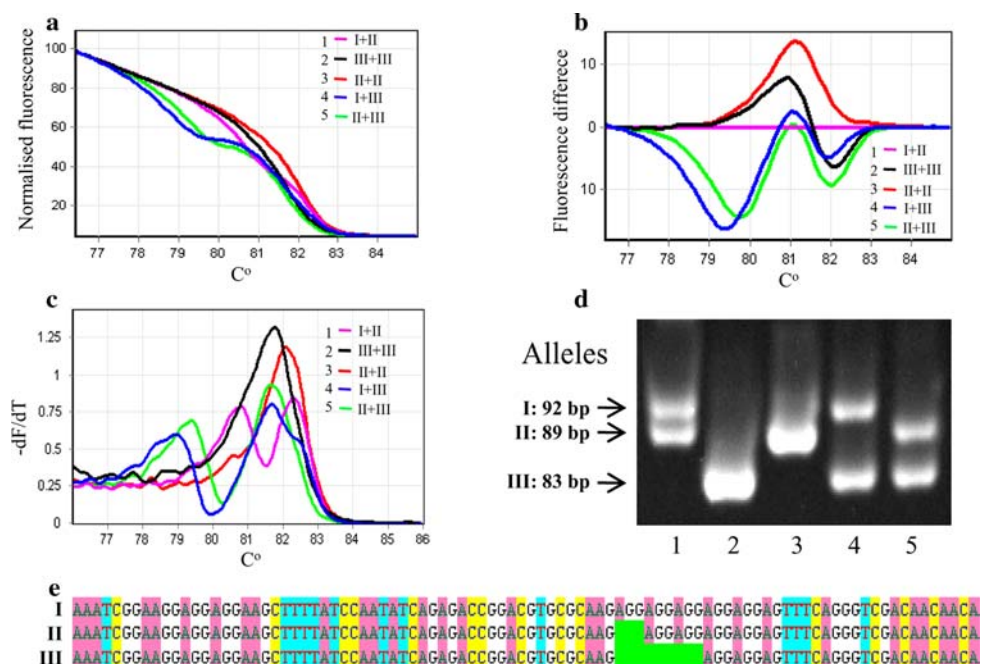 a
Normalised fluorescence
100
80
60
40
20
77 78 79 80 81 82 83 84
C°
1 I+II
2 III+III
3 II+II
4 I+III
5 II+III
b
Fluorescence differece
10
0
10
77 78 79 80 81 82 83 84
C°
1 I+II
2 III+III
3 II+II
4 I+III
5 II+III
c
-dF/dT
1.25
1
0.75
0.5
0.25
0
77 78 79 80 81 82 83 84 85 86
C°
1 I+II
2 III+III
3 II+II
4 I+III
5 II+III
d
Alleles
I: 92 bp
II: 89 bp
III: 83 bp
1 2 3 4 5
e
I AAATCGGAAGGAGGAGGAAGCTTTTATCCAATATCAGAGACCGGACGTGCGCAAGAGGAGGAGGAGGAGGAGTTTCAGGGTCGACAACAACA
II AAATCGGAAGGAGGAGGAAGCTTTTATCCAATATCAGAGACCGGACGTGCGCAAG AGGAGGAGGAGGAGTTTCAGGGTCGACAACAACA
III AAATCGGAAGGAGGAGGAAGCTTTTATCCAATATCAGAGACCGGACGTGCGCAAG AGGAGGAGTTTCAGGGTCGACAACAACA